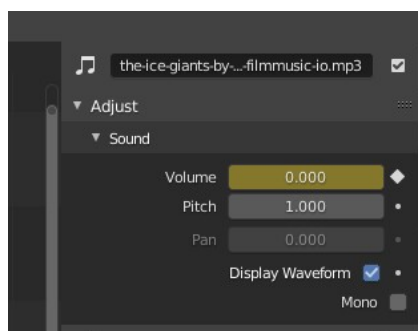 the-ice-giants-by-...-filmmusic-io.mp3
Adjust
Sound
Volume 0.000
Pitch 1.000
Pan 0.000
Display Waveform
Mono